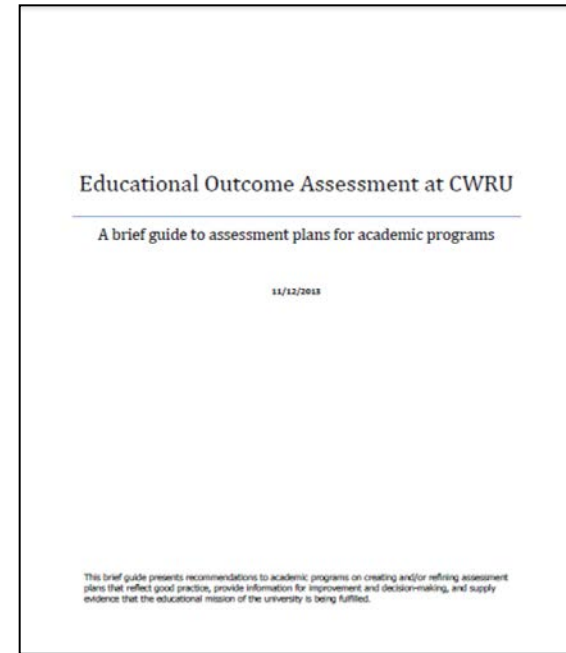 Educational Outcome Assessment at CWRU
A brief guide to assessment plans for academic programs
11/12/2013
This brief guide presents recommendations to academic programs on creating and/or refining assessment
plans that reflect good practice, provide information for improvement and decision-making, and supply
evidence that the educational mission of the university is being fulfilled.